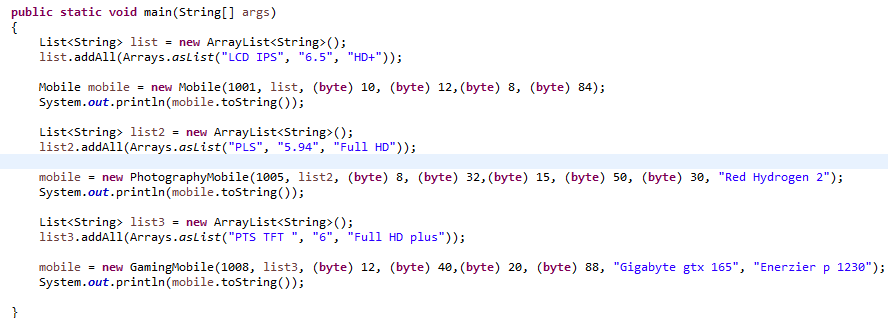 public static void main(String[] args)
{
    List<String> list = new ArrayList<String>();
    list.addAll(Arrays.asList("LCD IPS", "6.5", "HD+"));
    Mobile mobile = new Mobile(1001, list, (byte) 10, (byte) 12,(byte) 8, (byte) 84);
    System.out.println(mobile.toString());
    List<String> list2 = new ArrayList<String>();
    list2.addAll(Arrays.asList("PLS", "5.94", "Full HD"));
    mobile = new PhotographyMobile(1005, list2, (byte) 8, (byte) 32,(byte) 15, (byte) 50, (byte) 30, "Red Hydrogen 2");
    System.out.println(mobile.toString());
    List<String> list3 = new ArrayList<String>();
    list3.addAll(Arrays.asList("PTS TFT ", "6", "Full HD plus"));
    mobile = new GamingMobile(1008, list3, (byte) 12, (byte) 40,(byte) 20, (byte) 88, "Gigabyte gtx 165", "Enerzier p 1230");
    System.out.println(mobile.toString());
}